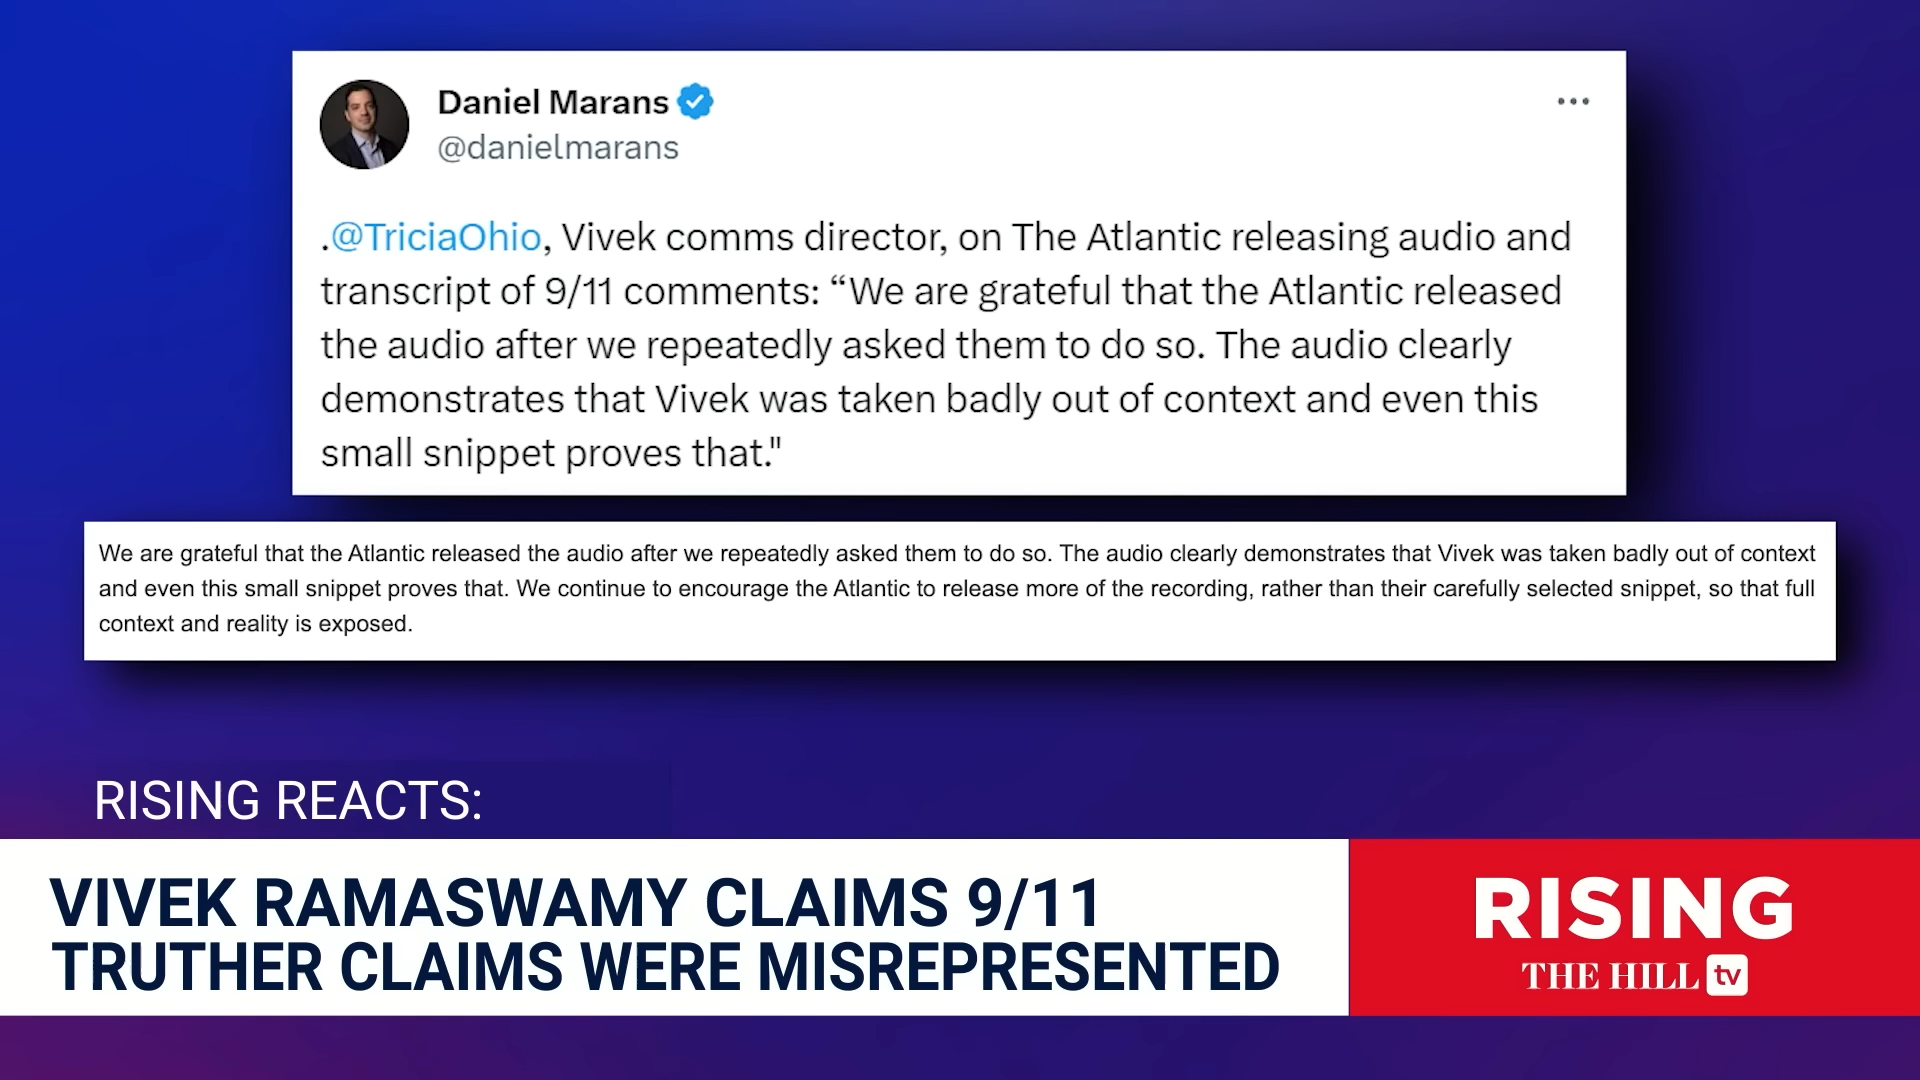 Daniel Marans
@danielmarans
.@TriciaOhio, Vivek comms director, on The Atlantic releasing audio and
transcript of 9/11 comments: “We are grateful that the Atlantic released
the audio after we repeatedly asked them to do so. The audio clearly
demonstrates that Vivek was taken badly out of context and even this
small snippet proves that."
We are grateful that the Atlantic released the audio after we repeatedly asked them to do so. The audio clearly demonstrates that Vivek was taken badly out of context
and even this small snippet proves that. We continue to encourage the Atlantic to release more of the recording, rather than their carefully selected snippet, so that full
context and reality is exposed.
RISING REACTS:
VIVEK RAMASWAMY CLAIMS 9/11
TRUTHER CLAIMS WERE MISREPRESENTED
RISING
THE HILL tv